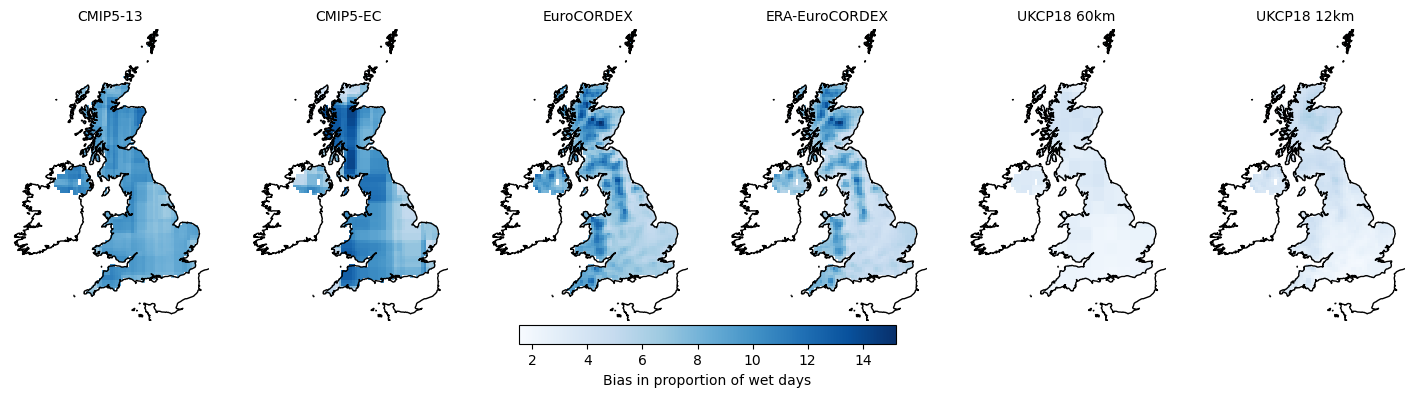 CMIP5-13 CMIP5-EC EuroCORDEX ERA-EuroCORDEX UKCP18 60km UKCP18 12km
2 4 6 8 10 12 14
Bias in proportion of wet days